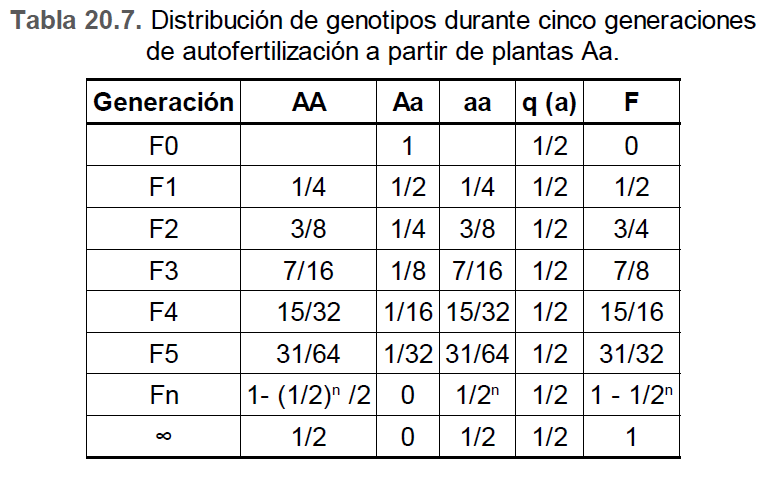 Tabla 20.7. Distribución de genotipos durante cinco generaciones
de autofertilización a partir de plantas Aa.
Generación AA Aa aa q (a) F
F0 1 1/2 0
F1 1/4 1/2 1/4 1/2 1/2
F2 3/8 1/4 3/8 1/2 3/4
F3 7/16 1/8 7/16 1/2 7/8
F4 15/32 1/16 15/32 1/2 15/16
F5 31/64 1/32 31/64 1/2 31/32
Fn 1- (1/2)ⁿ /2 0 1/2ⁿ 1/2 1 - 1/2ⁿ
∞ 1/2 0 1/2 1/2 1